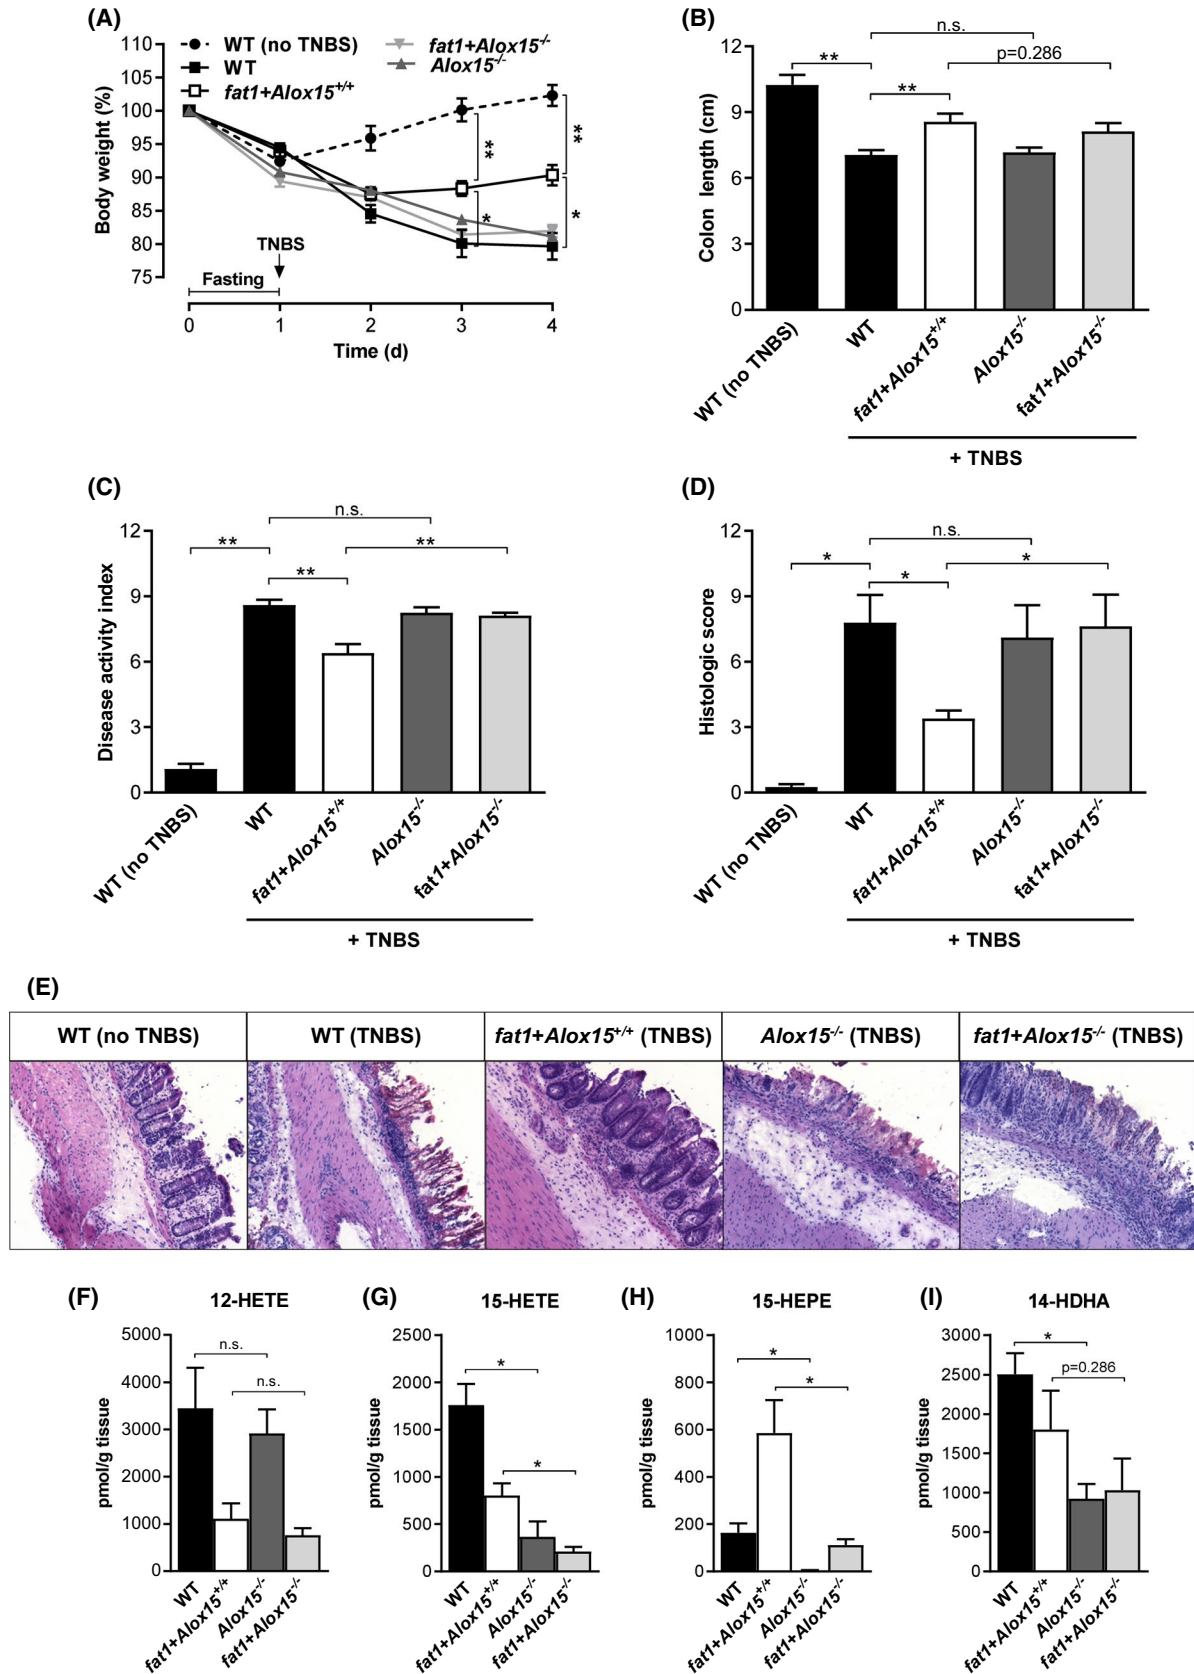 (A)
110
105
100
95
90
85
80
75
Body weight (%)
WT (no TNBS)
WT
fat1+Alox15+/+
fat1+Alox15-/-
Alox15-/-
**
**
*
*
TNBS
Fasting
0 1 2 3 4
Time (d)
(B)
12
9
6
3
0
Colon length (cm)
n.s.
** p=0.286
**
WT (no TNBS)
WT
fat1+Alox15+/+
Alox15-/-
fat1+Alox15-/-
+ TNBS
(C)
12
9
6
3
0
Disease activity index
n.s.
** **
**
WT (no TNBS)
WT
fat1+Alox15+/+
Alox15-/-
fat1+Alox15-/-
+ TNBS
(D)
12
9
6
3
0
Histologic score
n.s.
* *
*
WT (no TNBS)
WT
fat1+Alox15+/+
Alox15-/-
fat1+Alox15-/-
+ TNBS
(E)
WT (no TNBS) WT (TNBS) fat1+Alox15+/+ (TNBS) Alox15-/- (TNBS) fat1+Alox15-/- (TNBS)
(F)
12-HETE
5000
4000
3000
2000
1000
0
pmol/g tissue
n.s.
n.s.
WT
fat1+Alox15+/+
Alox15-/-
fat1+Alox15-/-
(G)
15-HETE
2500
2000
1500
1000
500
0
pmol/g tissue
*
*
WT
fat1+Alox15+/+
Alox15-/-
fat1+Alox15-/-
(H)
15-HEPE
1000
800
600
400
200
0
pmol/g tissue
*
*
WT
fat1+Alox15+/+
Alox15-/-
fat1+Alox15-/-
(I)
14-HDHA
3000
2500
2000
1500
1000
500
0
pmol/g tissue
*
p=0.286
WT
fat1+Alox15+/+
Alox15-/-
fat1+Alox15-/-